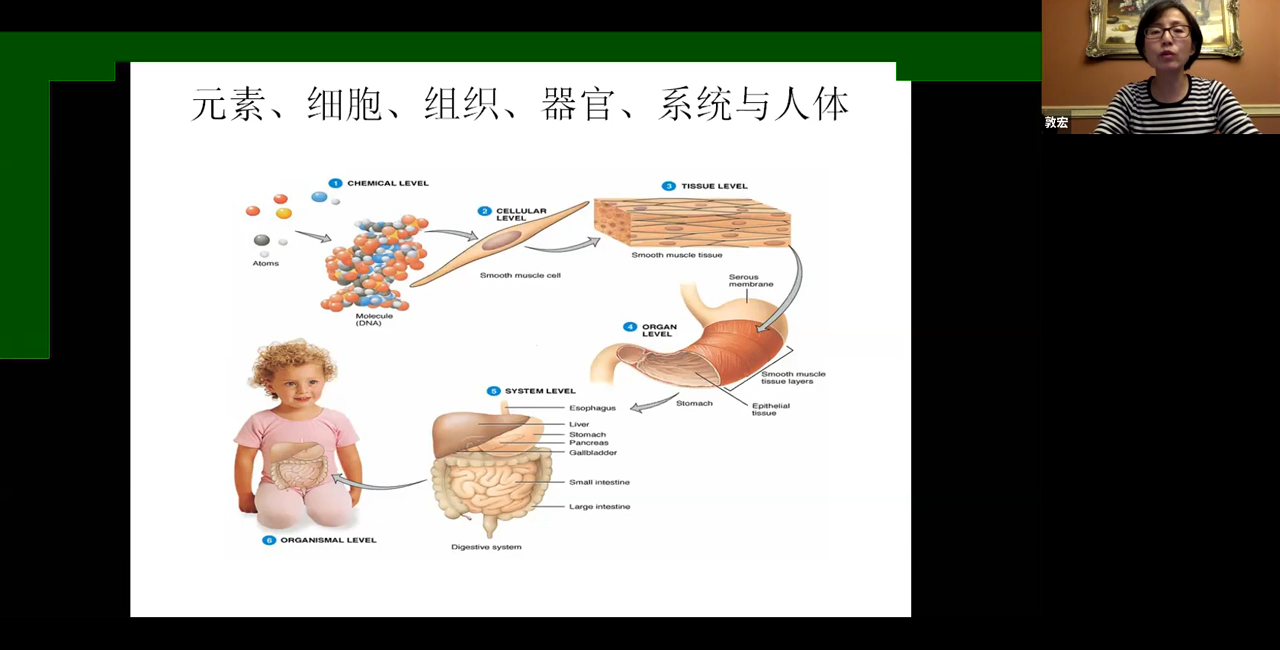 元素、细胞、组织、器官、系统与人体
敦宏
1 CHEMICAL LEVEL
Atoms
Molecule
(DNA)
2 CELLULAR
LEVEL
Smooth muscle cell
3 TISSUE LEVEL
Smooth muscle tissue
Serous
membrane
4 ORGAN
LEVEL
Smooth muscle
tissue layers
Stomach
Epithelial
tissue
5 SYSTEM LEVEL
Esophagus
Liver
Stomach
Pancreas
Gallbladder
Small intestine
Large intestine
Digestive system
6 ORGANISMAL LEVEL